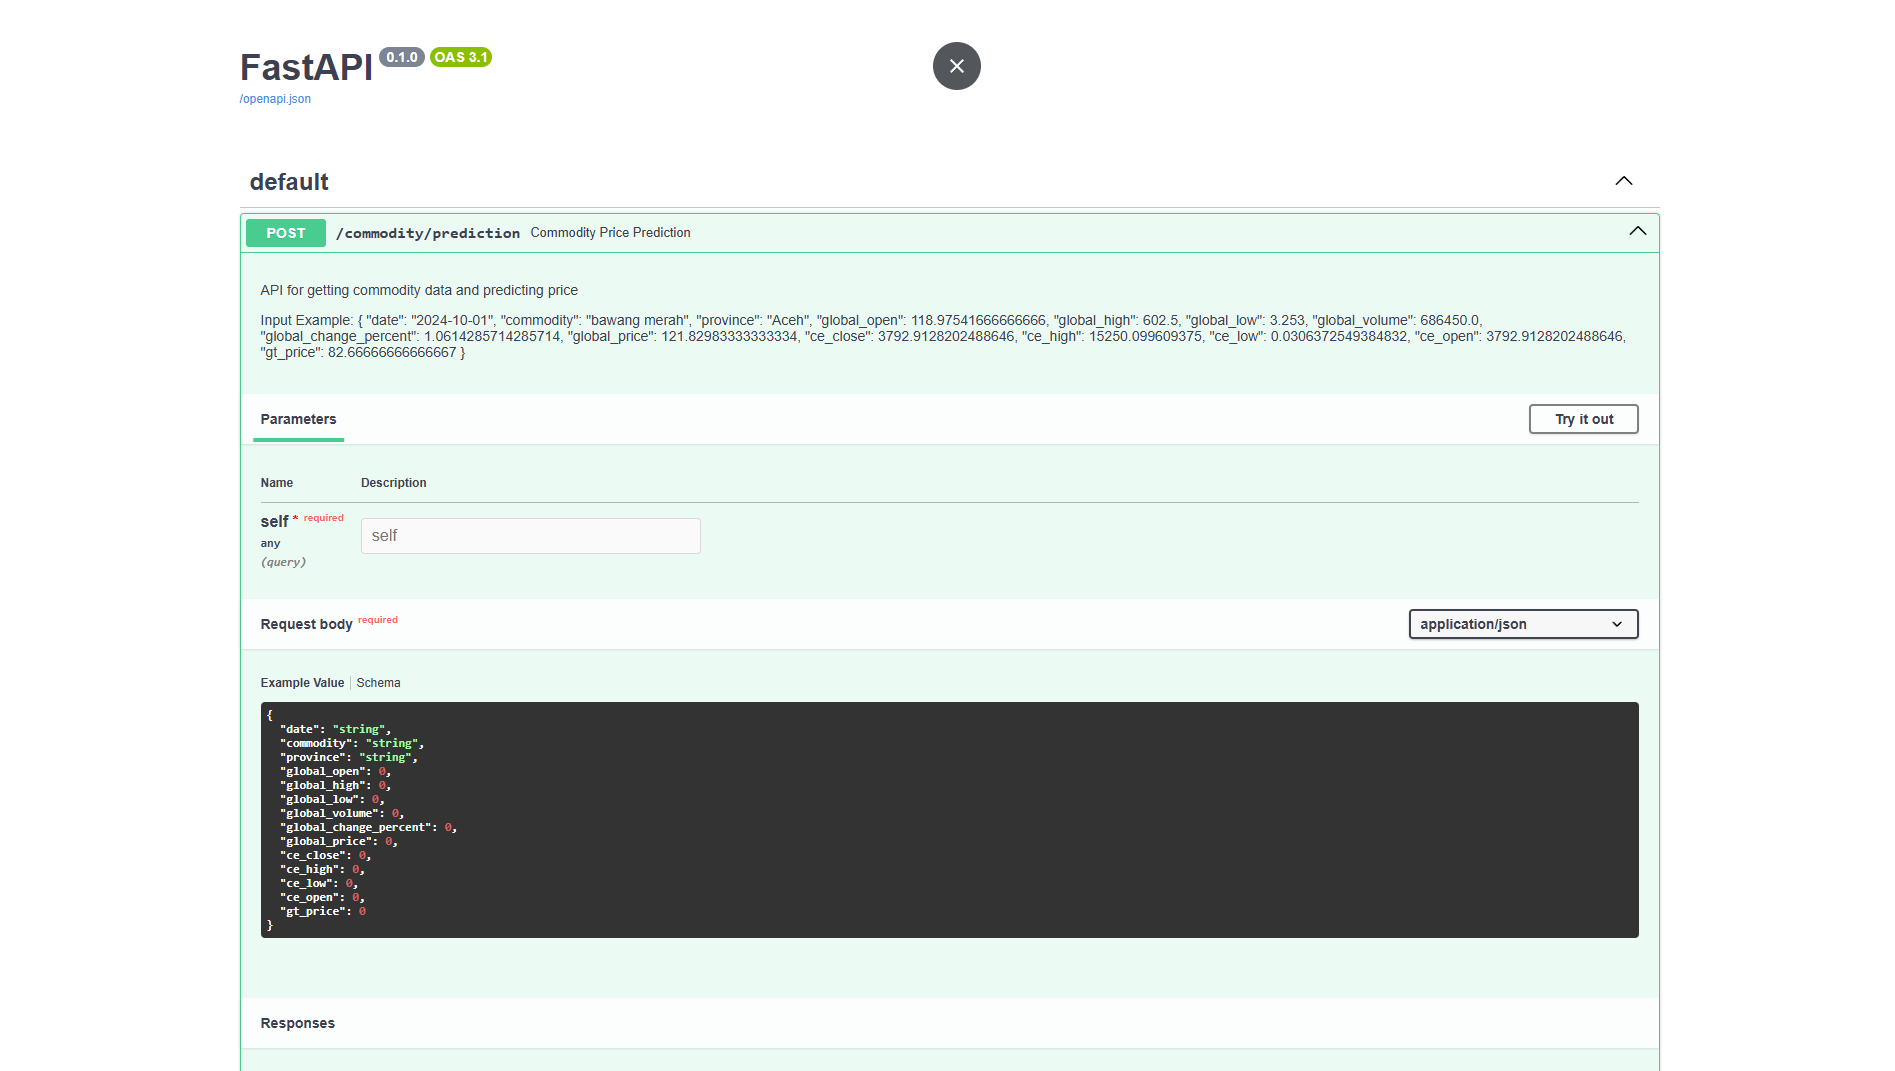 FastAPI 0.1.0 OAS 3.1
/openapi.json
default
POST /commodity/prediction Commodity Price Prediction
API for getting commodity data and predicting price
Input Example: { "date": "2024-10-01", "commodity": "bawang merah", "province": "Aceh", "global_open": 118.97541666666666, "global_high": 602.5, "global_low": 3.253, "global_volume": 686450.0,
"global_change_percent": 1.0614285714285714, "global_price": 121.82983333333334, "ce_close": 3792.9128202488646, "ce_high": 15250.099609375, "ce_low": 0.0306372549384832, "ce_open": 3792.9128202488646,
"gt_price": 82.66666666666667 }
Parameters
Try it out
Name Description
self * required
any
(query)
self
Request body required
application/json
Example Value Schema
{
"date": "string",
"commodity": "string",
"province": "string",
"global_open": 0,
"global_high": 0,
"global_low": 0,
"global_volume": 0,
"global_change_percent": 0,
"global_price": 0,
"ce_close": 0,
"ce_high": 0,
"ce_low": 0,
"ce_open": 0,
"gt_price": 0
}
Responses